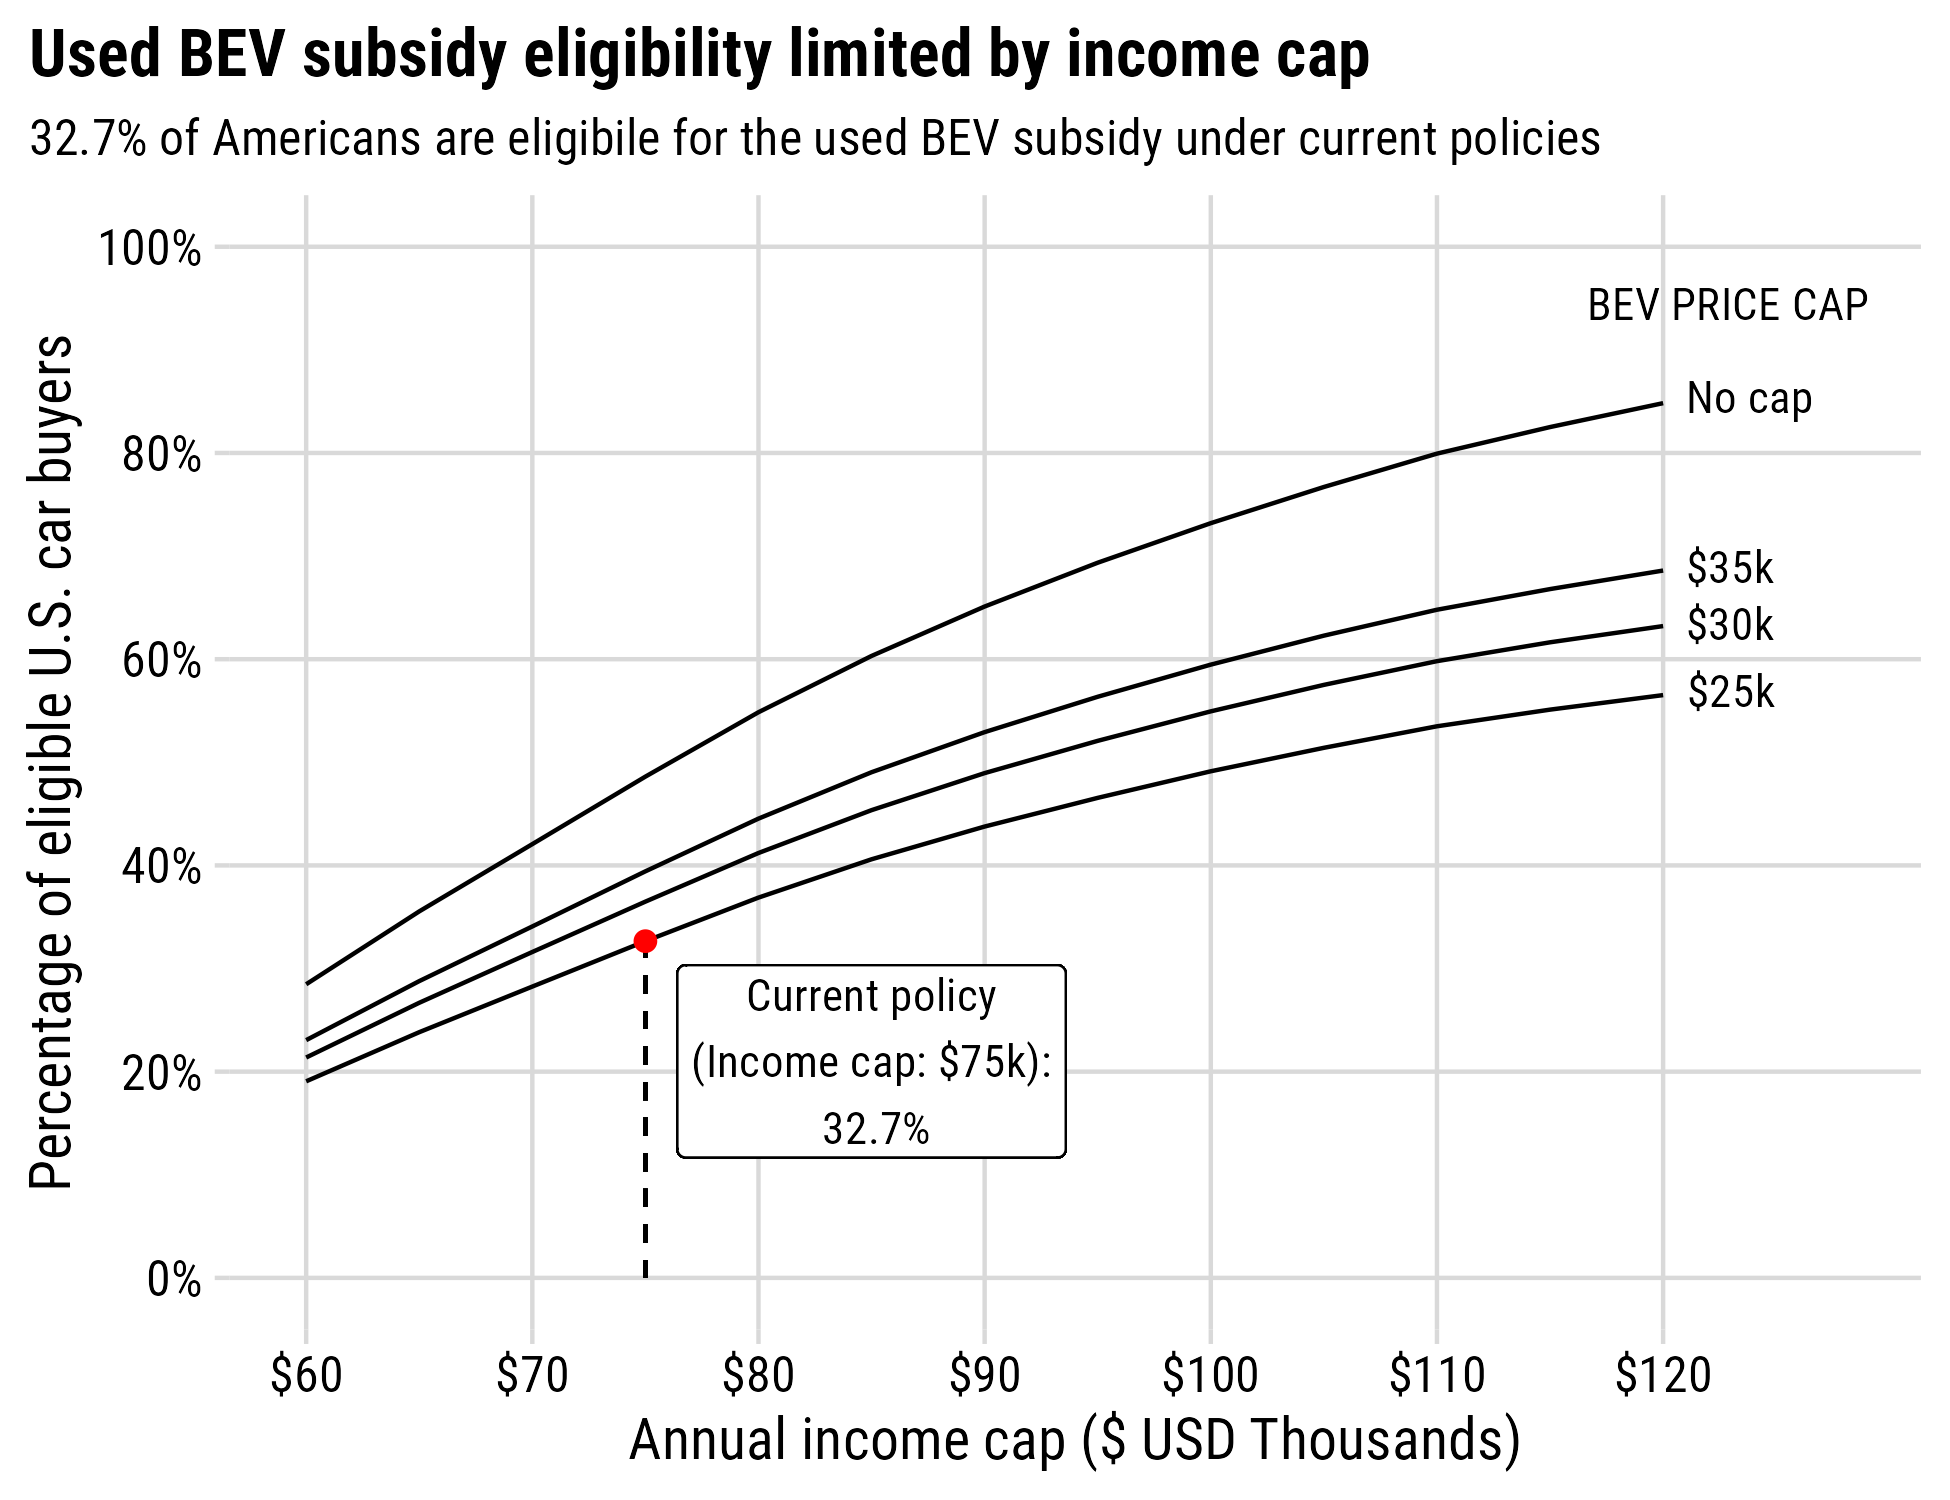 Used BEV subsidy eligibility limited by income cap
32.7% of Americans are eligibile for the used BEV subsidy under current policies
Percentage of eligible U.S. car buyers
100%
80%
60%
40%
20%
0%
BEV PRICE CAP
No cap
$35k
$30k
$25k
Current policy
(Income cap: $75k):
32.7%
$60
$70
$80
$90
$100
$110
$120
Annual income cap ($ USD Thousands)